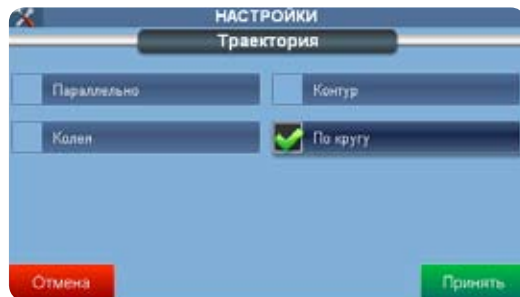 НАСТРОЙКИ
Траектория
Параллельно
Контур
Колея
По кругу
Отмена
Принять